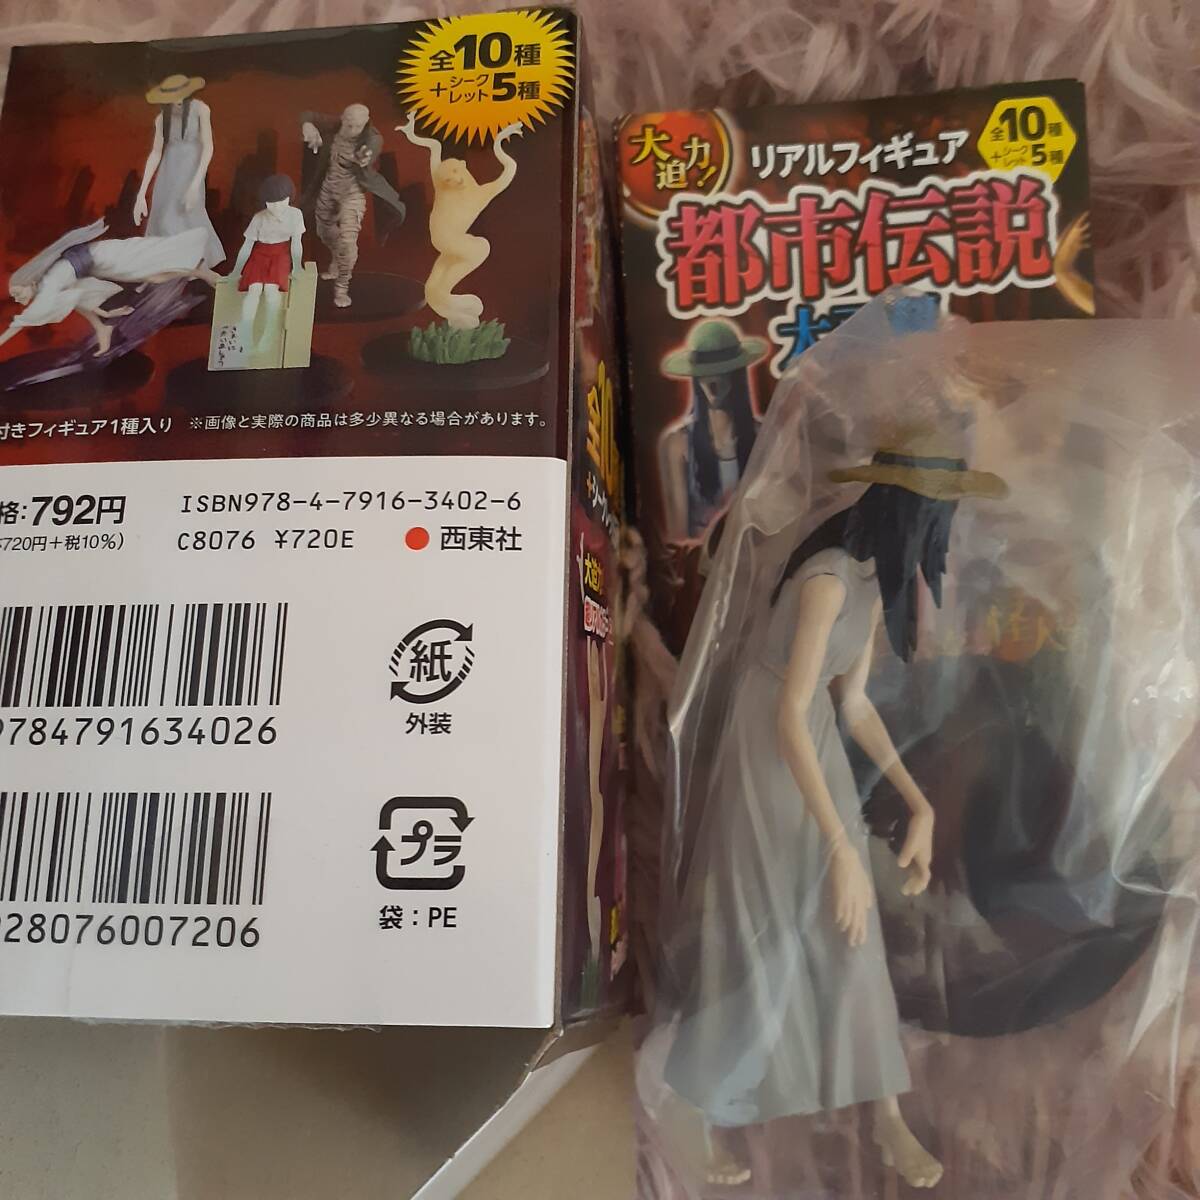 全10種
+シークレット5種
付きフィギュア1種入り ※画像と実際の商品は多少異なる場合があります。
格:792円
720円+税10%)
ISBN978-4-7916-3402-6
C8076 ¥720E 西東社
9784791634026
928076007206
紙
外装
プラ
袋:PE
大迫力!
リアルフィギュア
都市伝説
全10種
+シークレット5種